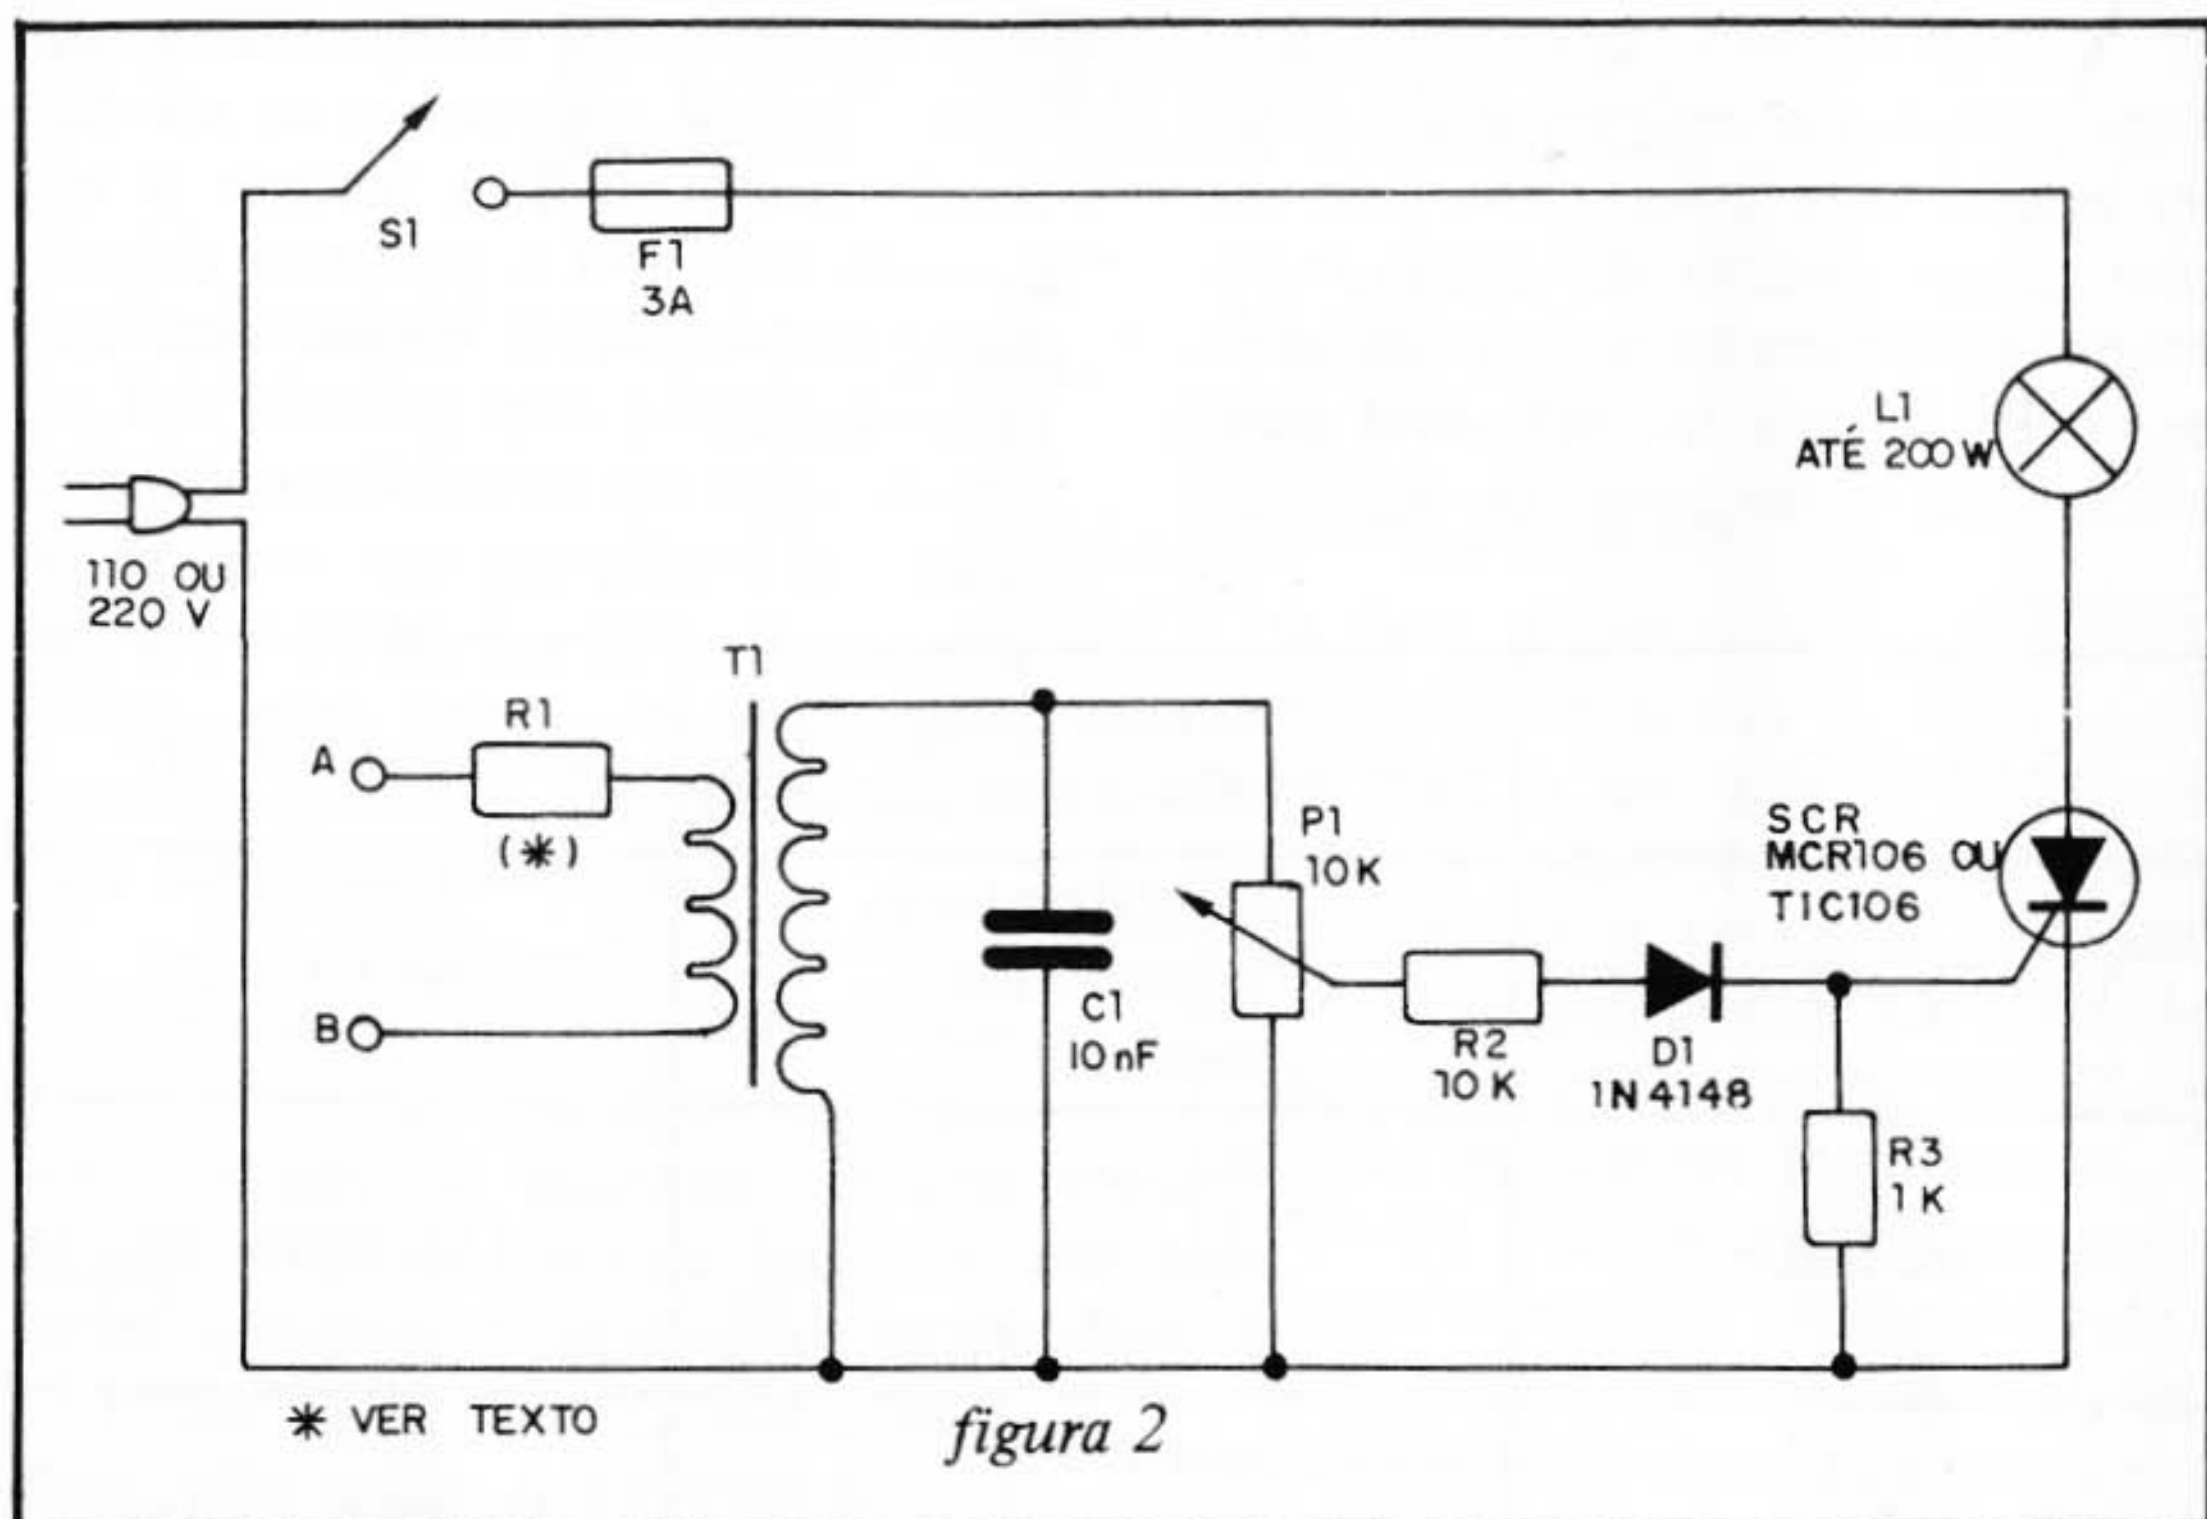 S1
F1
3A
L1
ATÉ 200 W
110 OU
220 V
T1
R1
A
(*)
B
P1
10K
SCR
MCR106 OU
TIC106
C1
10nF
R2
10K
D1
1N4148
R3
1K
* VER TEXTO
figura 2